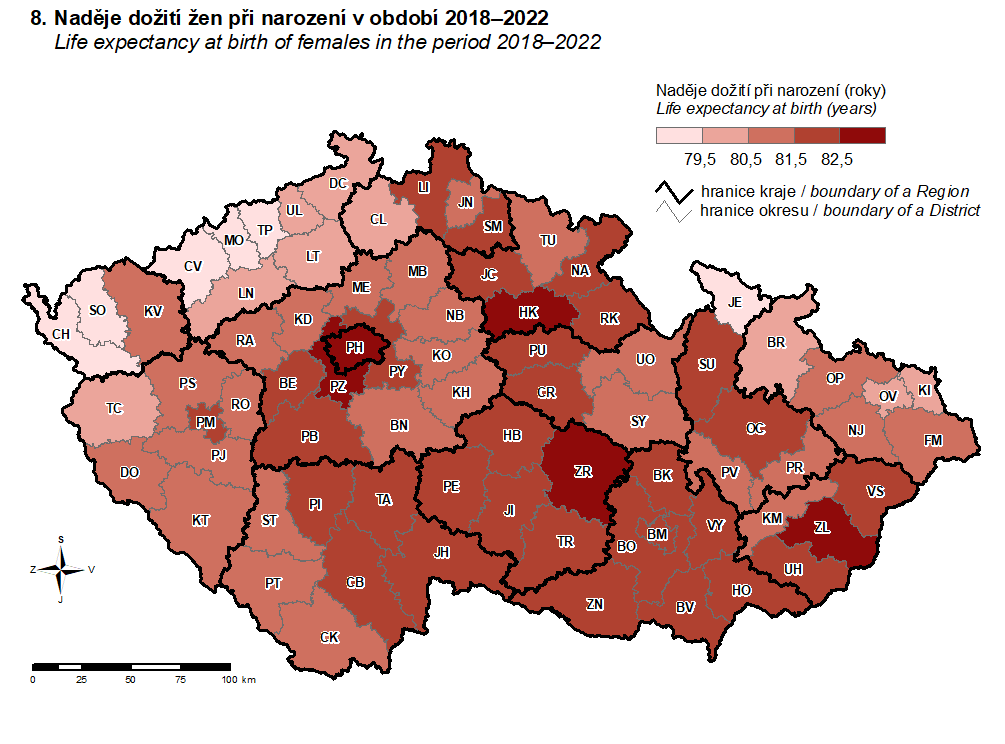 8. Naděje dožití žen při narození v období 2018–2022
Life expectancy at birth of females in the period 2018–2022
Naděje dožití při narození (roky)
Life expectancy at birth (years)
79,5 80,5 81,5 82,5
hranice kraje / boundary of a Region
hranice okresu / boundary of a District
DC
LI
JN
UL
TP
CL
SM
MO
TU
LT
CV
NA
MB
JC
ME
LN
JE
SO
KV
KD
NB
HK
RK
CH
RA
PH
BR
KO
PU
UO
SU
PY
PS
BE
PZ
OP
KI
KH
GR
OV
TC
RO
PM
BN
SY
OC
NJ
FM
PB
HB
PJ
DO
ZR
PV
PR
BK
PE
VS
TA
PI
JI
ST
KT
KM
ZL
VY
BM
TR
BO
JH
UH
PT
CB
HO
ZN
BV
CK
S
Z V
J
0 25 50 75 100 km